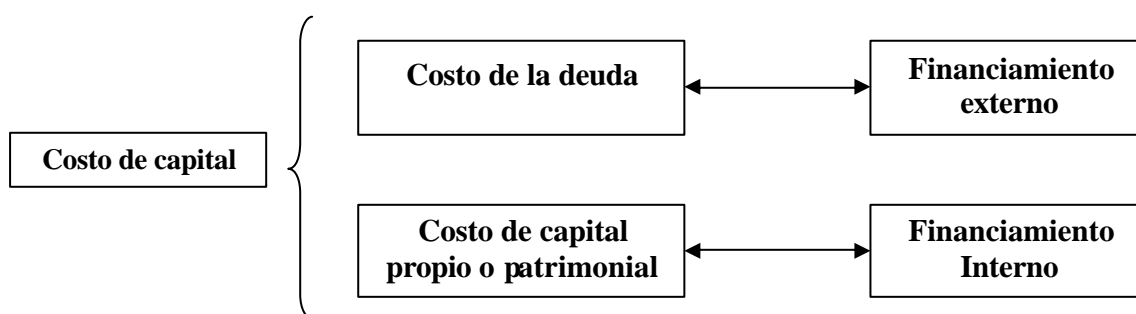 Costo de capital
Costo de la deuda
Financiamiento
externo
Costo de capital
propio o patrimonial
Financiamiento
Interno